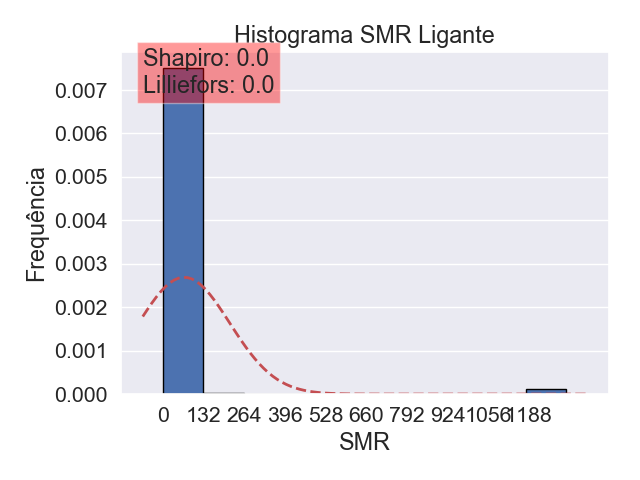 Histograma SMR Ligante
Shapiro: 0.0
Lilliefors: 0.0
0.007
0.006
0.005
0.004
0.003
0.002
0.001
0.000
Frequência
0 132 264 396 528 660 792 924 1056 1188
SMR